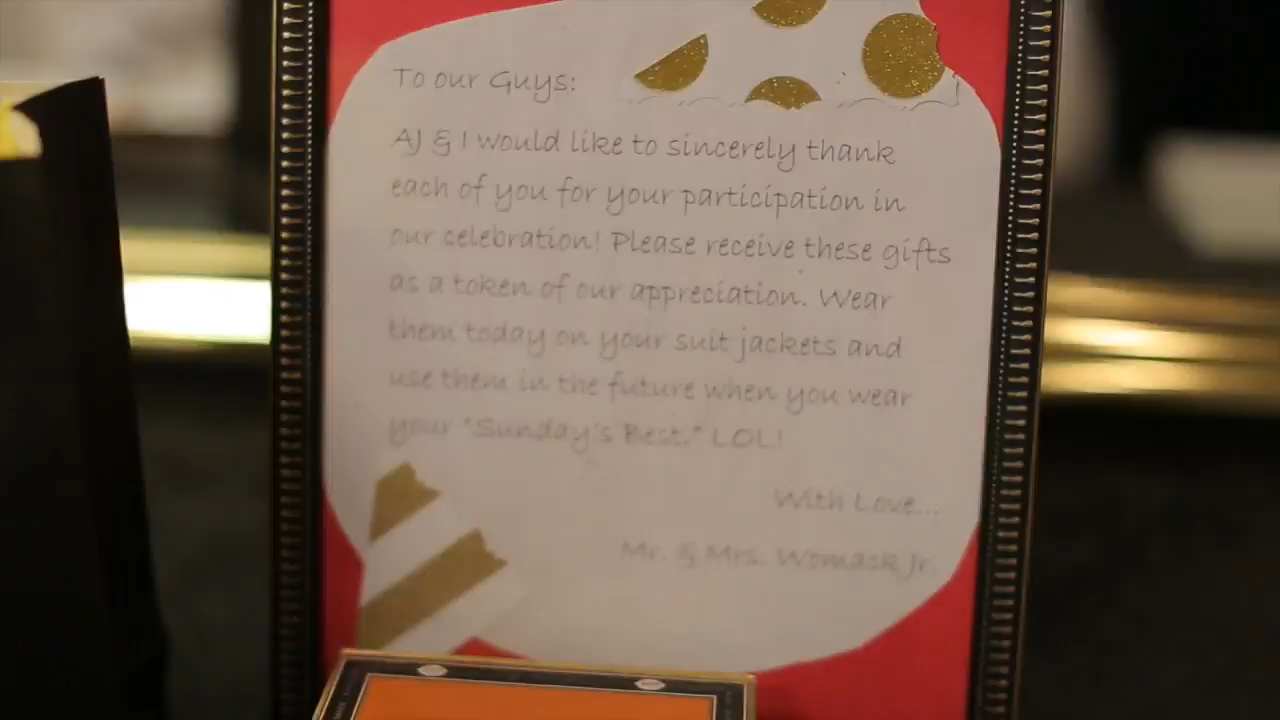 To our Guys:
AJ & I would like to sincerely thank
each of you for your participation in
our celebration! Please receive these gifts
as a token of our appreciation. Wear
them today on your suit jackets and
use them in the future when you wear
your "Sunday's Best." LOL!
With Love...
Mr. & Mrs. Womack Jr.